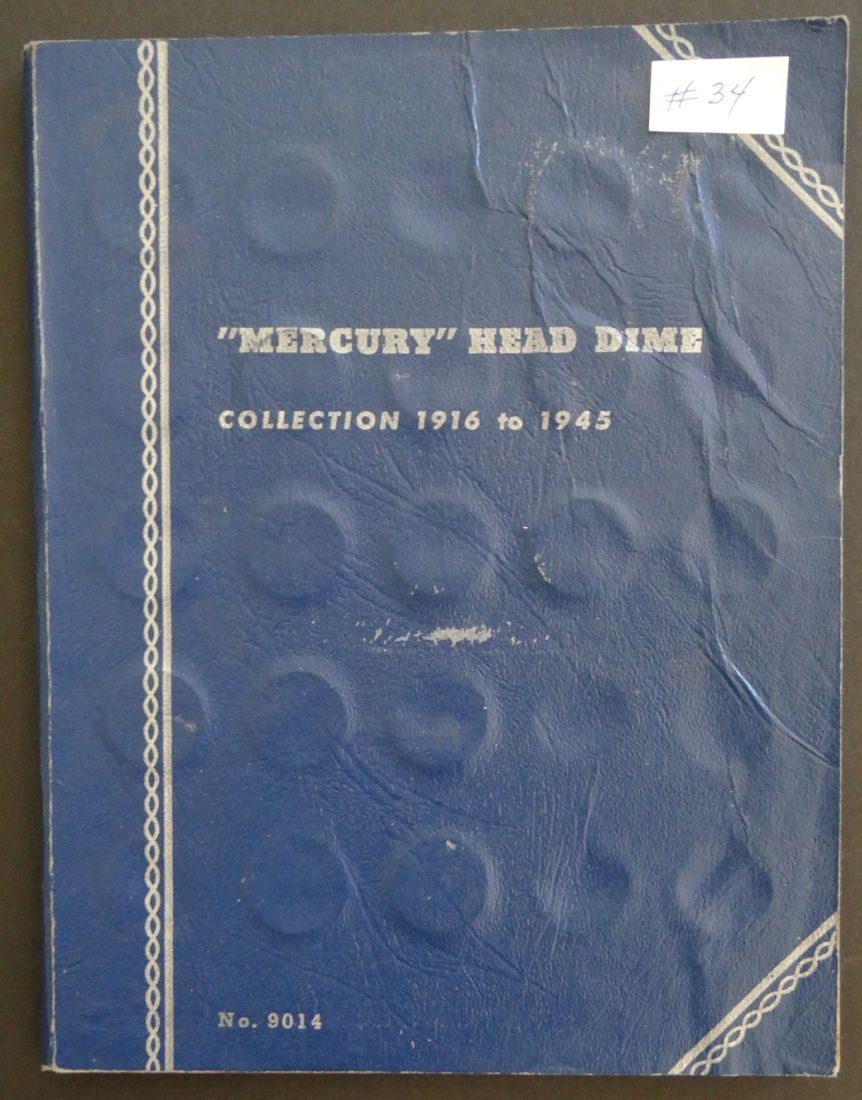 # 34
"MERCURY" HEAD DIME
COLLECTION 1916 to 1945
No. 9014